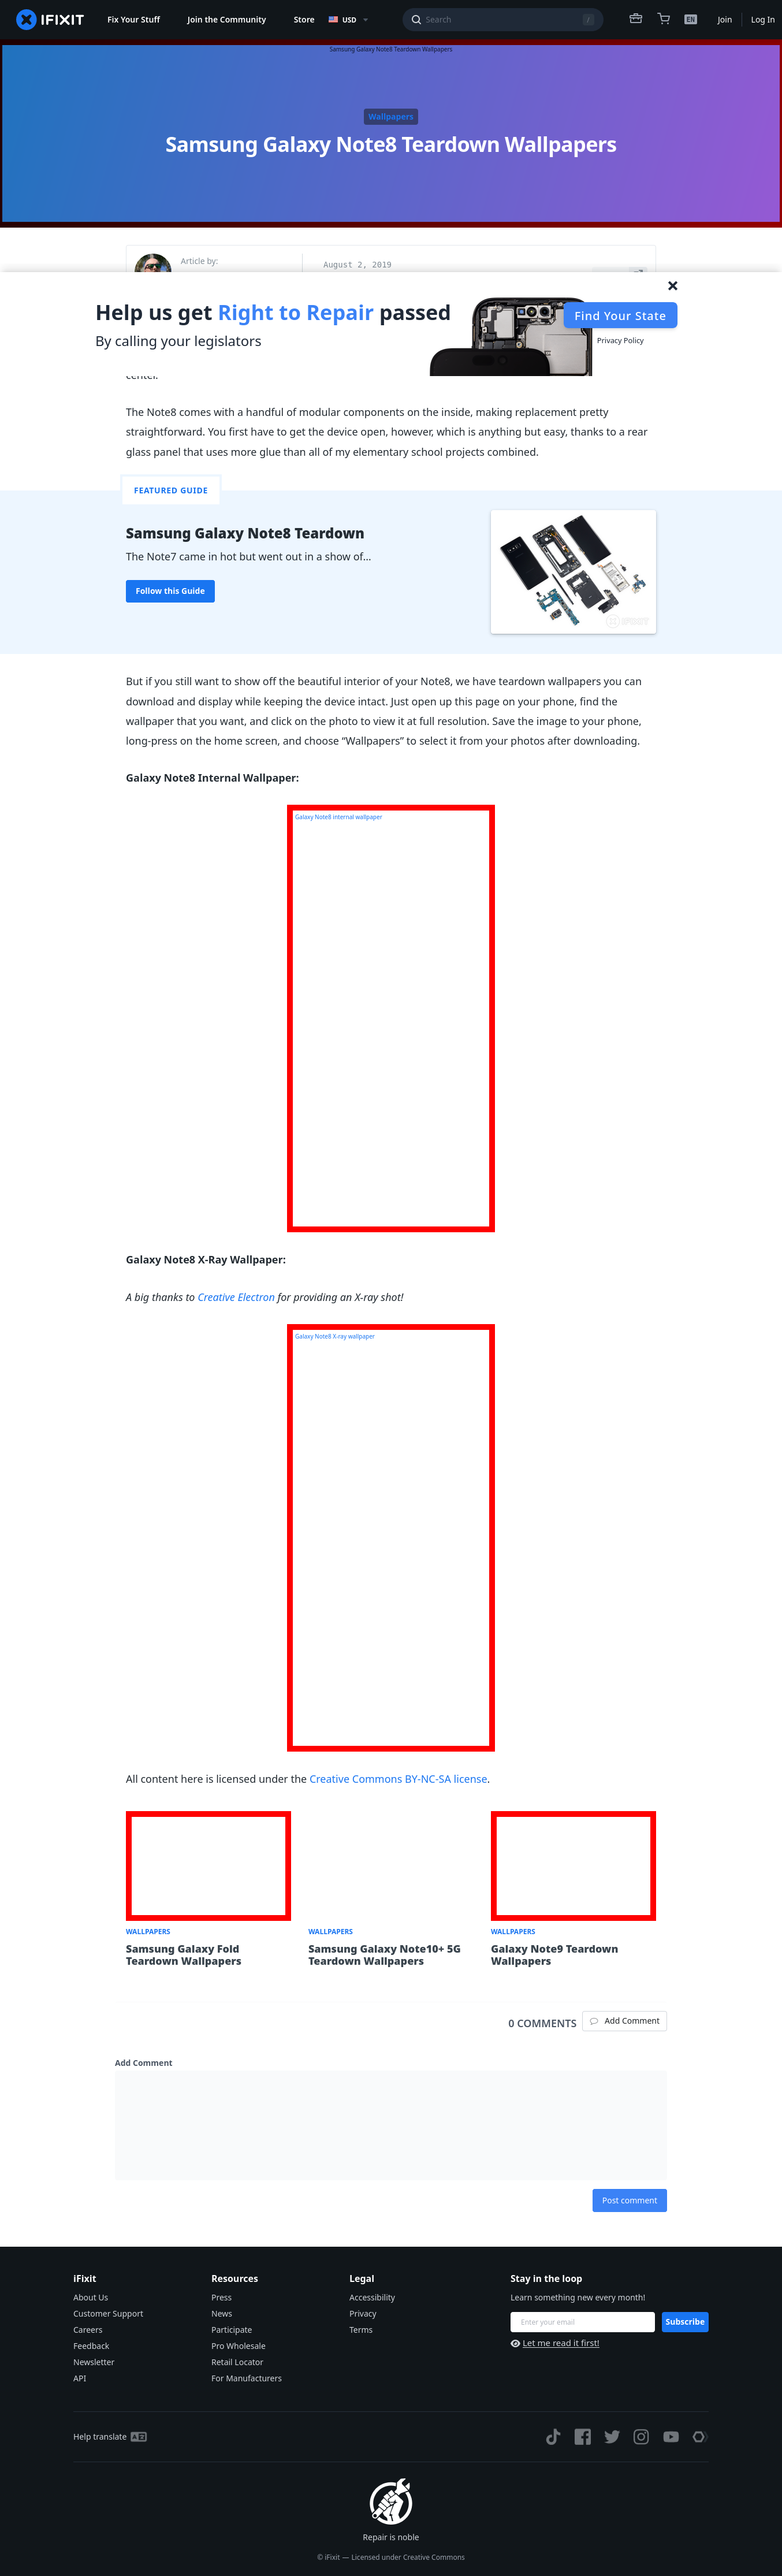 IFIXIT
Fix Your Stuff
Join the Community
Store
USD
Search
/
EN
Join
Log In
Samsung Galaxy Note8 Teardown Wallpapers
Wallpapers
Samsung Galaxy Note8 Teardown Wallpapers
Article by:
August 2, 2019
Help us get Right to Repair passed
By calling your legislators
Find Your State
Privacy Policy
center.
The Note8 comes with a handful of modular components on the inside, making replacement pretty
straightforward. You first have to get the device open, however, which is anything but easy, thanks to a rear
glass panel that uses more glue than all of my elementary school projects combined.
FEATURED GUIDE
Samsung Galaxy Note8 Teardown
The Note7 came in hot but went out in a show of...
Follow this Guide
IFIXIT
But if you still want to show off the beautiful interior of your Note8, we have teardown wallpapers you can
download and display while keeping the device intact. Just open up this page on your phone, find the
wallpaper that you want, and click on the photo to view it at full resolution. Save the image to your phone,
long-press on the home screen, and choose “Wallpapers” to select it from your photos after downloading.
Galaxy Note8 Internal Wallpaper:
Galaxy Note8 internal wallpaper
Galaxy Note8 X-Ray Wallpaper:
A big thanks to Creative Electron for providing an X-ray shot!
Galaxy Note8 X-ray wallpaper
All content here is licensed under the Creative Commons BY-NC-SA license.
WALLPAPERS
Samsung Galaxy Fold
Teardown Wallpapers
WALLPAPERS
Samsung Galaxy Note10+ 5G
Teardown Wallpapers
WALLPAPERS
Galaxy Note9 Teardown
Wallpapers
0 COMMENTS
Add Comment
Add Comment
Post comment
iFixit
About Us
Customer Support
Careers
Feedback
Newsletter
API
Resources
Press
News
Participate
Pro Wholesale
Retail Locator
For Manufacturers
Legal
Accessibility
Privacy
Terms
Stay in the loop
Learn something new every month!
Enter your email
Subscribe
Let me read it first!
Help translate
Repair is noble
© iFixit — Licensed under Creative Commons